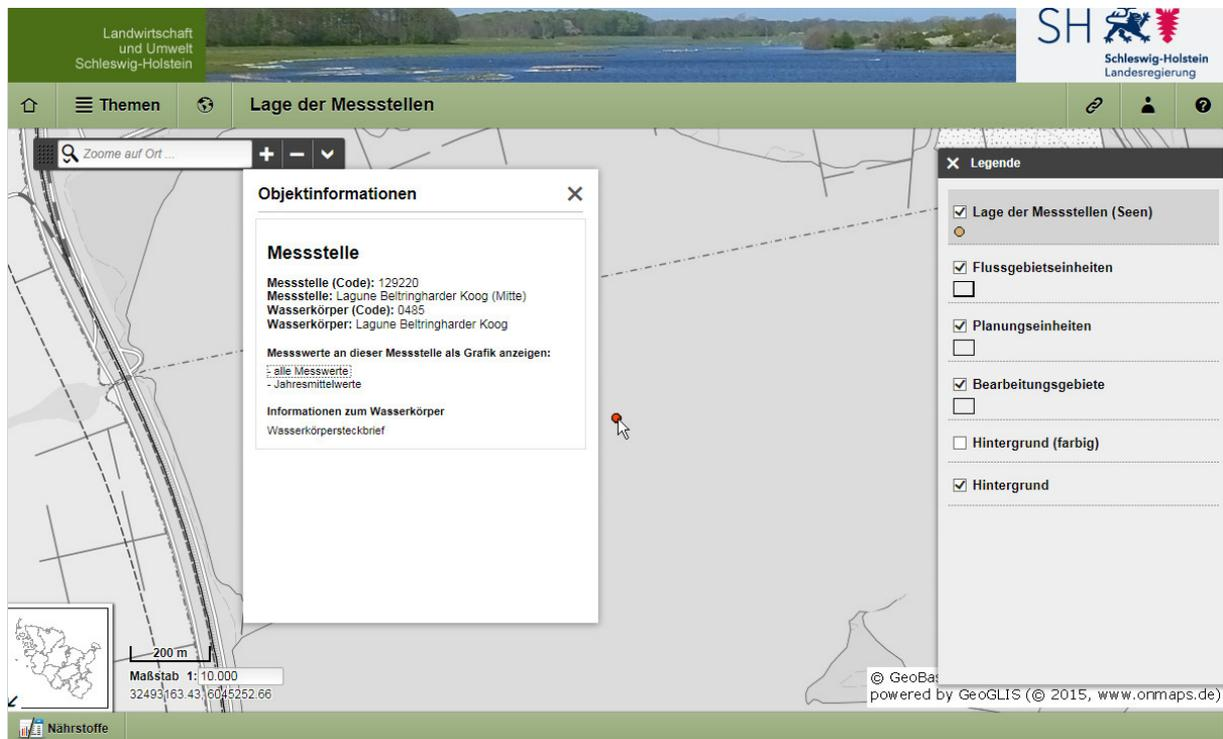 Landwirtschaft
und Umwelt
Schleswig-Holstein
SH
Schleswig-Holstein
Landesregierung
Themen
Lage der Messstellen
Zoome auf Ort ...
Objektinformationen
Messstelle
Messstelle (Code): 129220
Messstelle: Lagune Beltringharder Koog (Mitte)
Wasserkörper (Code): 0485
Wasserkörper: Lagune Beltringharder Koog
Messwerte an dieser Messstelle als Grafik anzeigen:
- alle Messwerte
- Jahresmittelwerte
Informationen zum Wasserkörper
Wasserkörpersteckbrief
Legende
Lage der Messstellen (Seen)
Flussgebietseinheiten
Planungseinheiten
Bearbeitungsgebiete
Hintergrund (farbig)
Hintergrund
200 m
Maßstab 1: 10.000
32493163.43, 6045252.66
© GeoBas
powered by GeoGLIS (© 2015, www.onmaps.de)
Nährstoffe